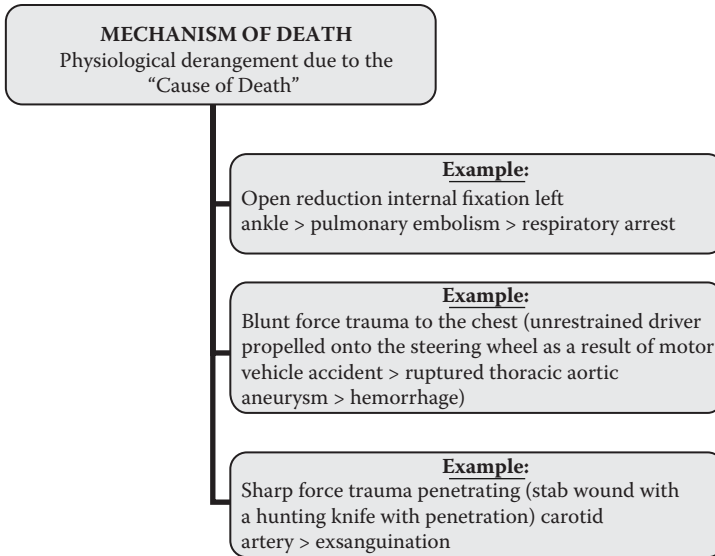 MECHANISM OF DEATH
Physiological derangement due to the
“Cause of Death”
Example:
Open reduction internal fixation left
ankle > pulmonary embolism > respiratory arrest
Example:
Blunt force trauma to the chest (unrestrained driver
propelled onto the steering wheel as a result of motor
vehicle accident > ruptured thoracic aortic
aneurysm > hemorrhage)
Example:
Sharp force trauma penetrating (stab wound with
a hunting knife with penetration) carotid
artery > exsanguination